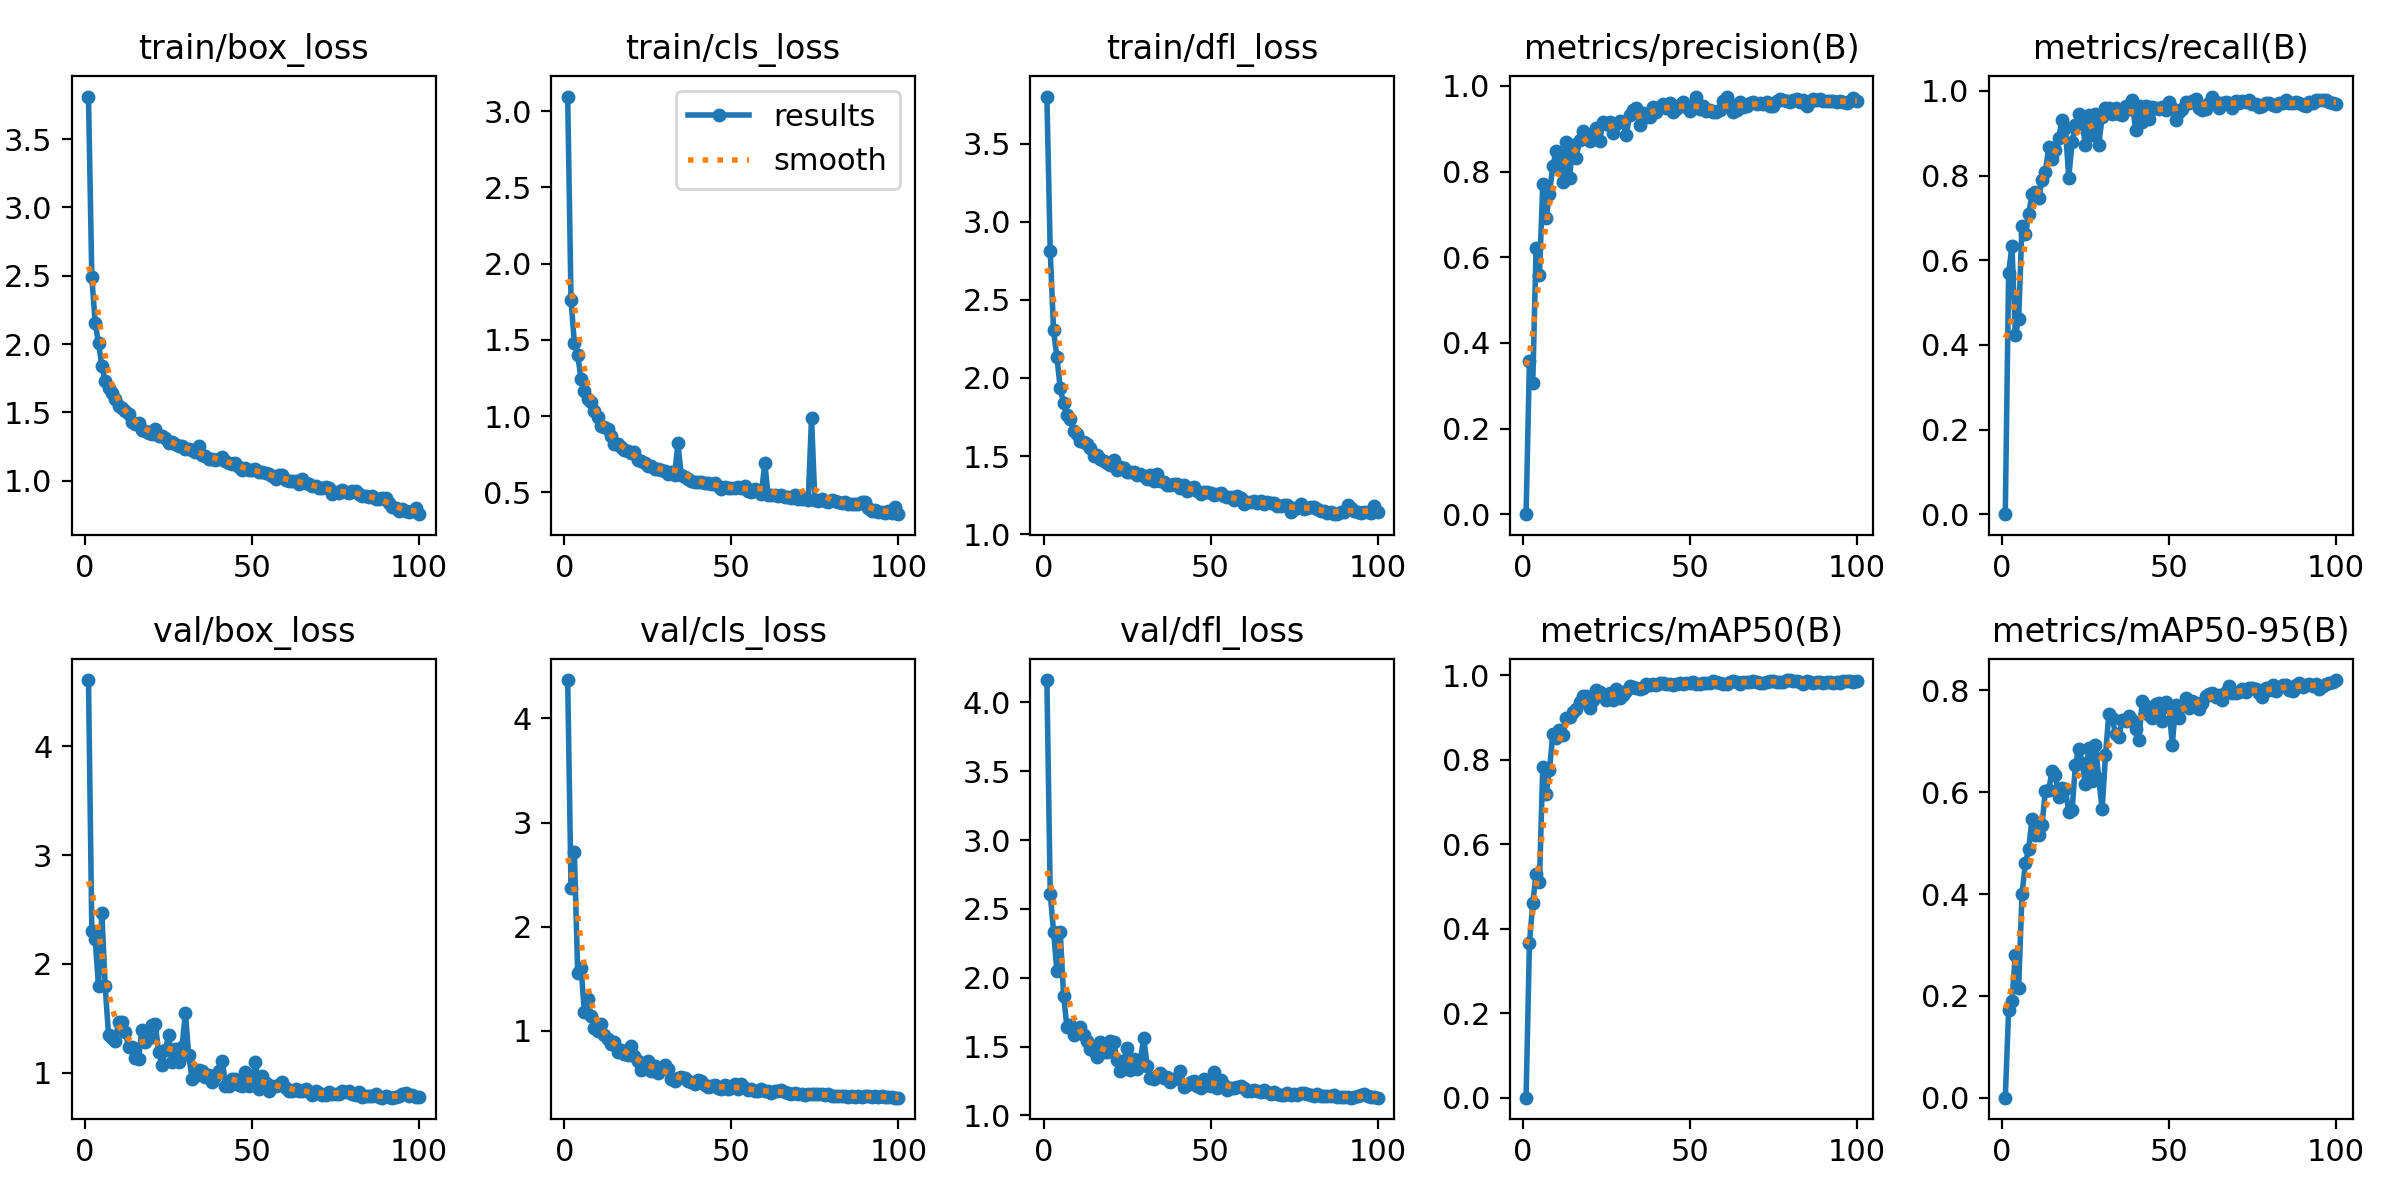 train/box_loss
3.5
3.0
2.5
2.0
1.5
1.0
0 50 100
train/cls_loss
results
smooth
3.0
2.5
2.0
1.5
1.0
0.5
0 50 100
train/dfl_loss
3.5
3.0
2.5
2.0
1.5
1.0
0 50 100
metrics/precision(B)
1.0
0.8
0.6
0.4
0.2
0.0
0 50 100
metrics/recall(B)
1.0
0.8
0.6
0.4
0.2
0.0
0 50 100
val/box_loss
4
3
2
1
0 50 100
val/cls_loss
4
3
2
1
0 50 100
val/dfl_loss
4.0
3.5
3.0
2.5
2.0
1.5
1.0
0 50 100
metrics/mAP50(B)
1.0
0.8
0.6
0.4
0.2
0.0
0 50 100
metrics/mAP50-95(B)
0.8
0.6
0.4
0.2
0.0
0 50 100